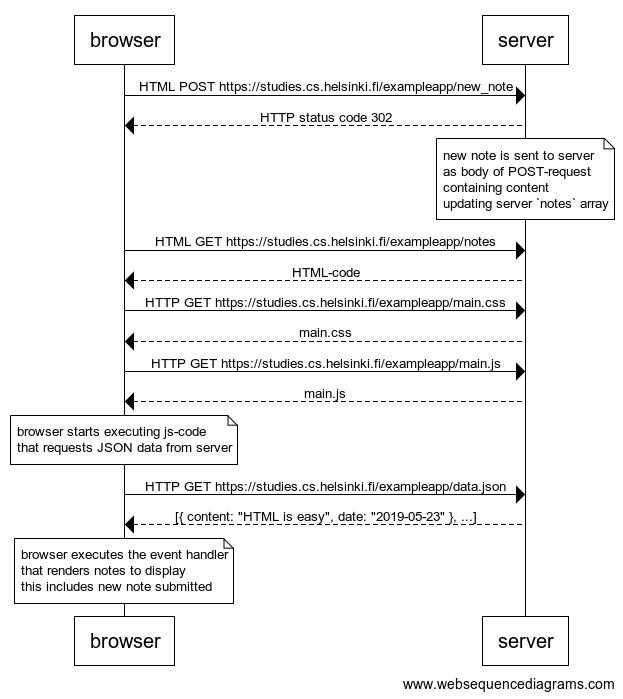 browser
server
HTML POST https://studies.cs.helsinki.fi/exampleapp/new_note
HTTP status code 302
new note is sent to server
as body of POST-request
containing content
updating server `notes` array
HTML GET https://studies.cs.helsinki.fi/exampleapp/notes
HTML-code
HTTP GET https://studies.cs.helsinki.fi/exampleapp/main.css
main.css
HTTP GET https://studies.cs.helsinki.fi/exampleapp/main.js
main.js
browser starts executing js-code
that requests JSON data from server
HTTP GET https://studies.cs.helsinki.fi/exampleapp/data.json
[{ content: "HTML is easy", date: "2019-05-23" }, ...]
browser executes the event handler
that renders notes to display
this includes new note submitted
browser
server
www.websequencediagrams.com